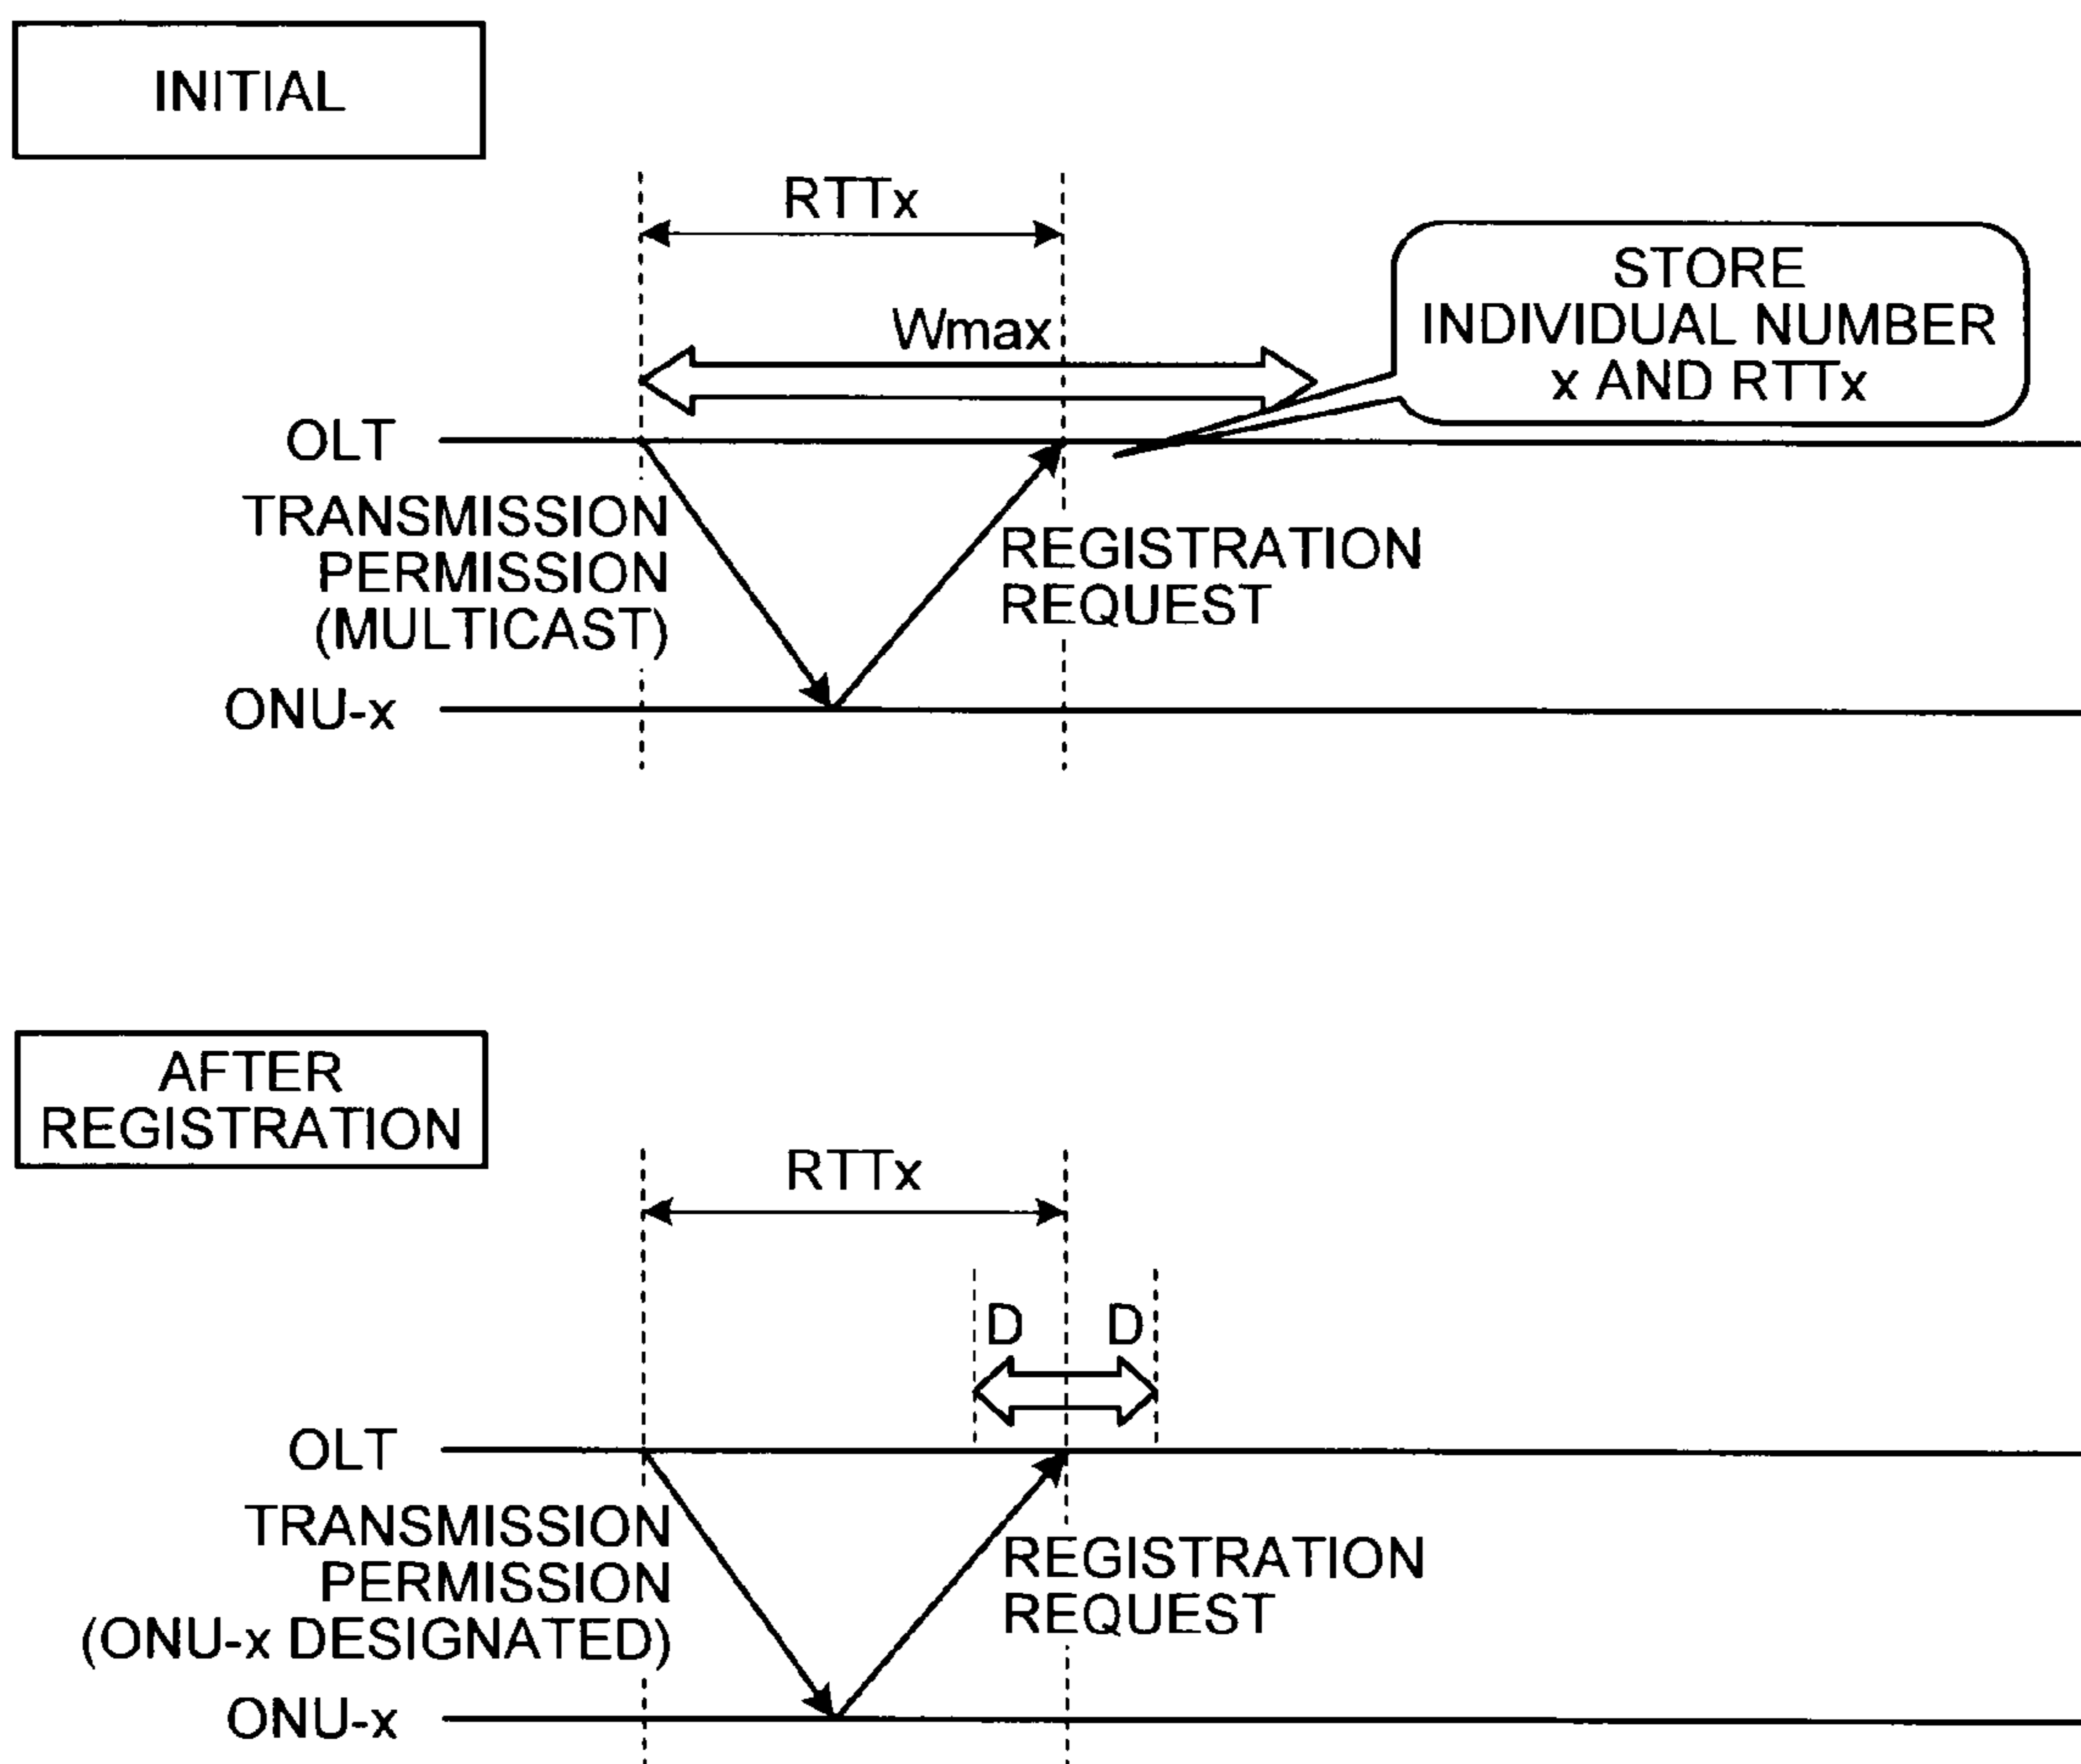 INITIAL
RTTx
Wmax
STORE
INDIVIDUAL NUMBER
x AND RTTx
OLT
TRANSMISSION
PERMISSION
(MULTICAST)
REGISTRATION
REQUEST
ONU-x
AFTER
REGISTRATION
RTTx
D D
OLT
TRANSMISSION
PERMISSION
(ONU-x DESIGNATED)
REGISTRATION
REQUEST
ONU-x